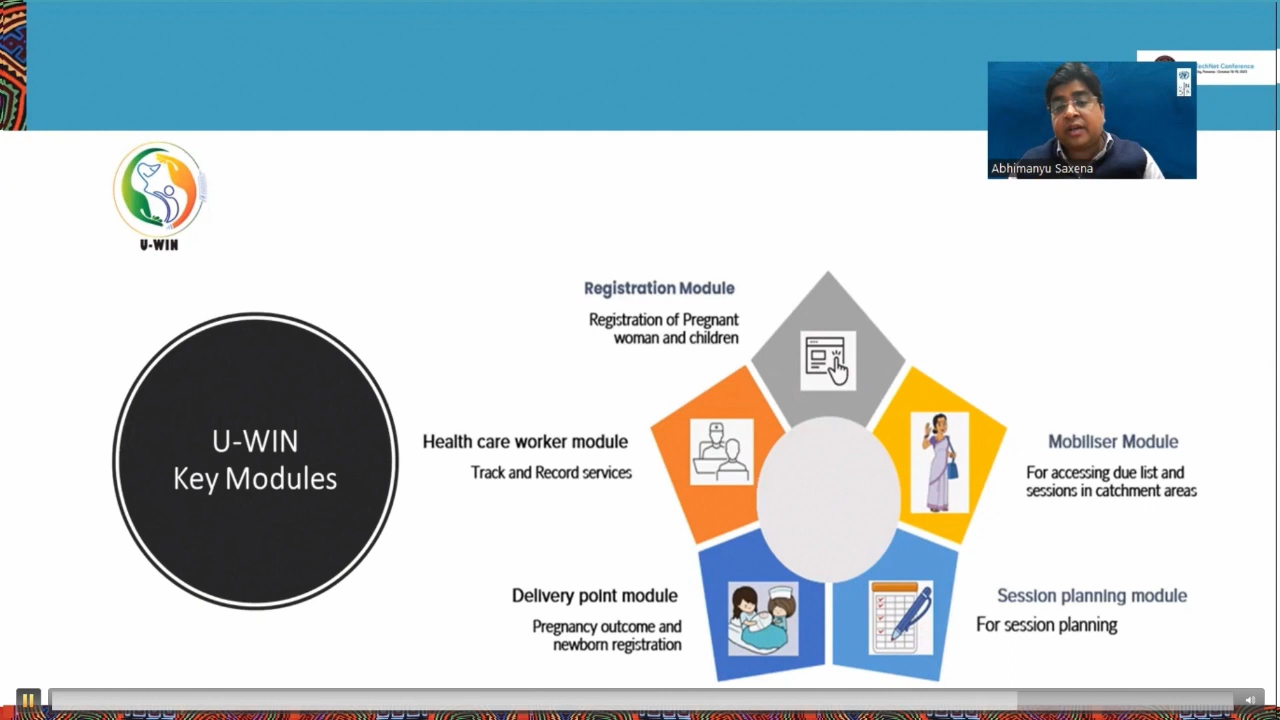 TechNet Conference
Abhimanyu Saxena
U-WIN
U-WIN
Key Modules
Registration Module
Registration of Pregnant
woman and children
Health care worker module
Track and Record services
Mobiliser Module
For accessing due list and
sessions in catchment areas
Delivery point module
Pregnancy outcome and
newborn registration
Session planning module
For session planning